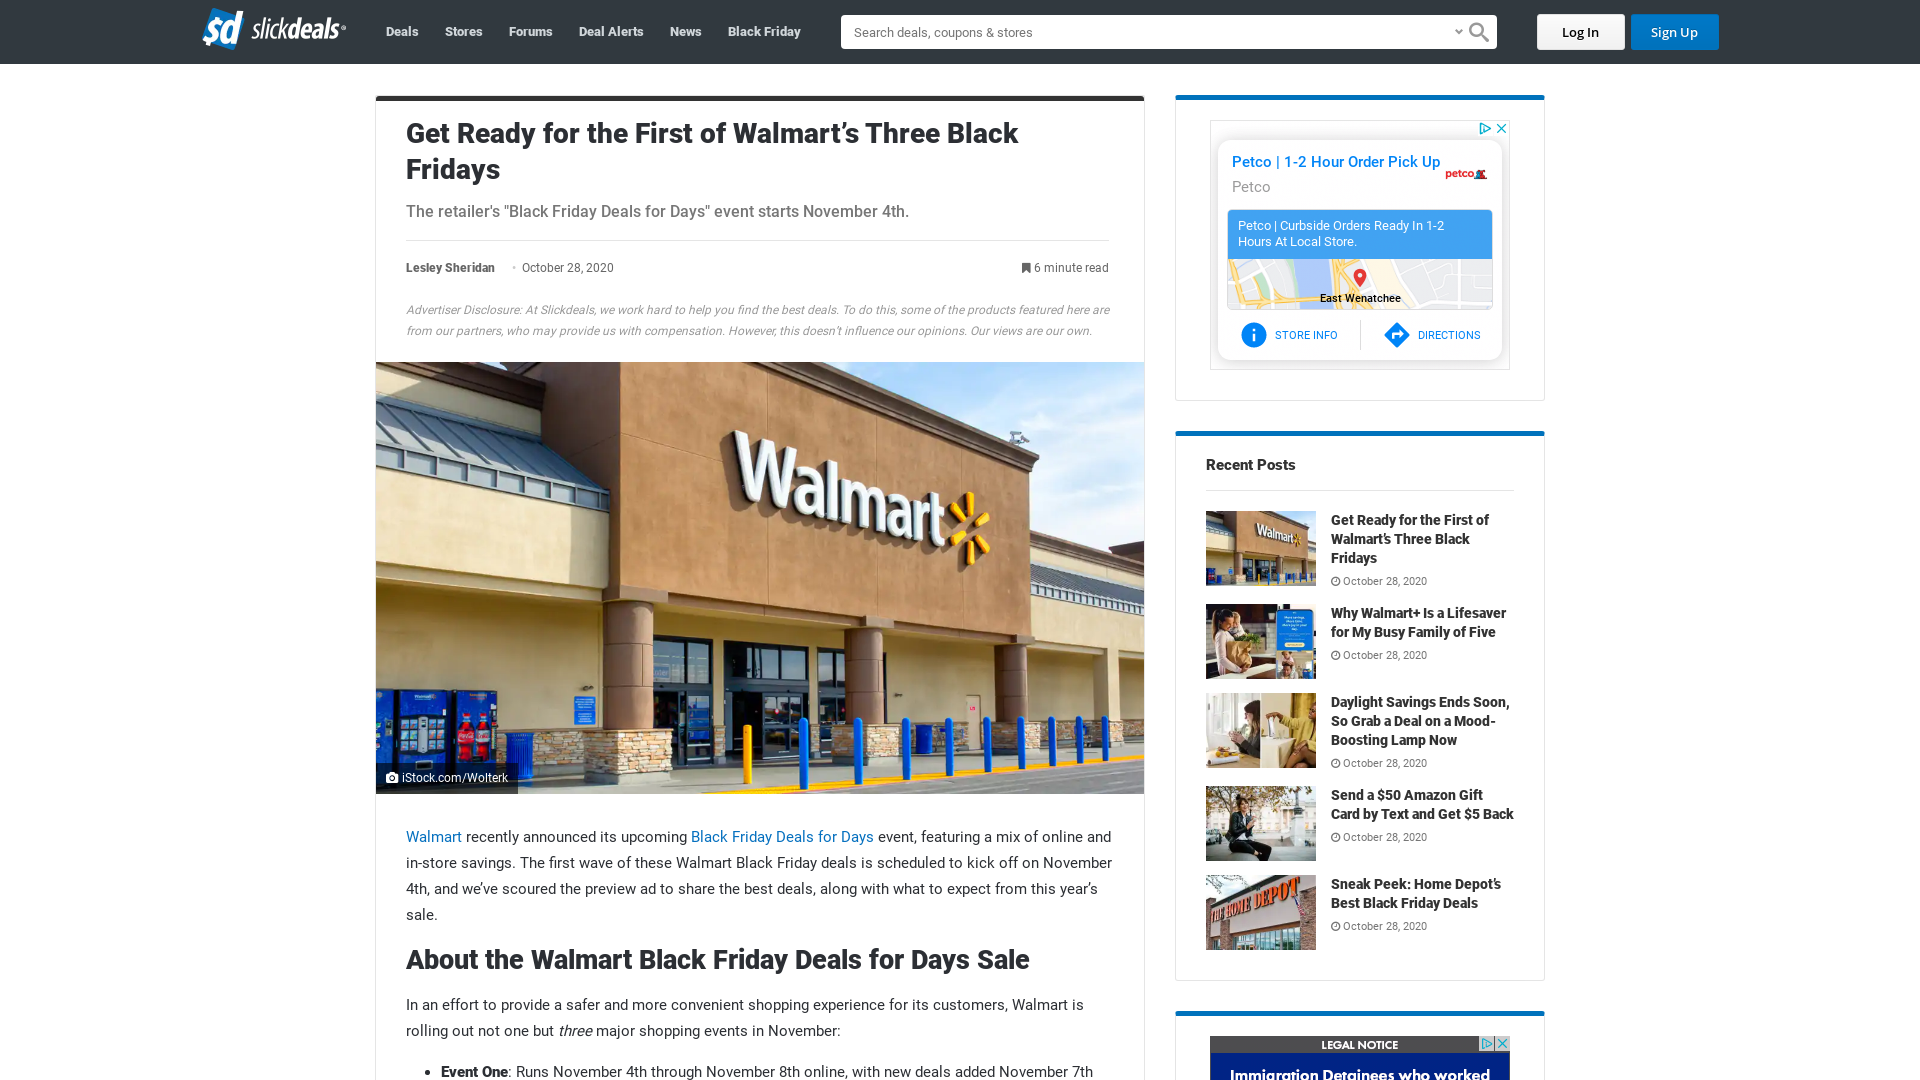 $d slickdeals
Deals Stores Forums Deal Alerts News Black Friday
Search deals, coupons & stores
Log In
Sign Up
Get Ready for the First of Walmart’s Three Black
Fridays
The retailer's "Black Friday Deals for Days" event starts November 4th.
Lesley Sheridan • October 28, 2020
6 minute read
Advertiser Disclosure: At Slickdeals, we work hard to help you find the best deals. To do this, some of the products featured here are
from our partners, who may provide us with compensation. However, this doesn’t influence our opinions. Our views are our own.
Walmart
iStock.com/Wolterk
Walmart recently announced its upcoming Black Friday Deals for Days event, featuring a mix of online and
in-store savings. The first wave of these Walmart Black Friday deals is scheduled to kick off on November
4th, and we’ve scoured the preview ad to share the best deals, along with what to expect from this year’s
sale.
About the Walmart Black Friday Deals for Days Sale
In an effort to provide a safer and more convenient shopping experience for its customers, Walmart is
rolling out not one but three major shopping events in November:
• Event One: Runs November 4th through November 8th online, with new deals added November 7th
Petco | 1-2 Hour Order Pick Up
Petco
petco
Petco | Curbside Orders Ready In 1-2
Hours At Local Store.
East Wenatchee
STORE INFO
DIRECTIONS
Recent Posts
Walmart
Get Ready for the First of
Walmart’s Three Black
Fridays
October 28, 2020
Why Walmart+ Is a Lifesaver
for My Busy Family of Five
October 28, 2020
Daylight Savings Ends Soon,
So Grab a Deal on a Mood-
Boosting Lamp Now
October 28, 2020
Send a $50 Amazon Gift
Card by Text and Get $5 Back
October 28, 2020
THE HOME DEPOT
Sneak Peek: Home Depot’s
Best Black Friday Deals
October 28, 2020
LEGAL NOTICE
Immigration Detainees who worked